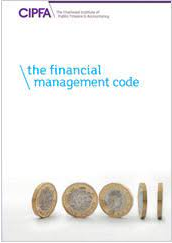 CIPFA
The Chartered Institute of
Public Finance & Accountancy
the financial
management code